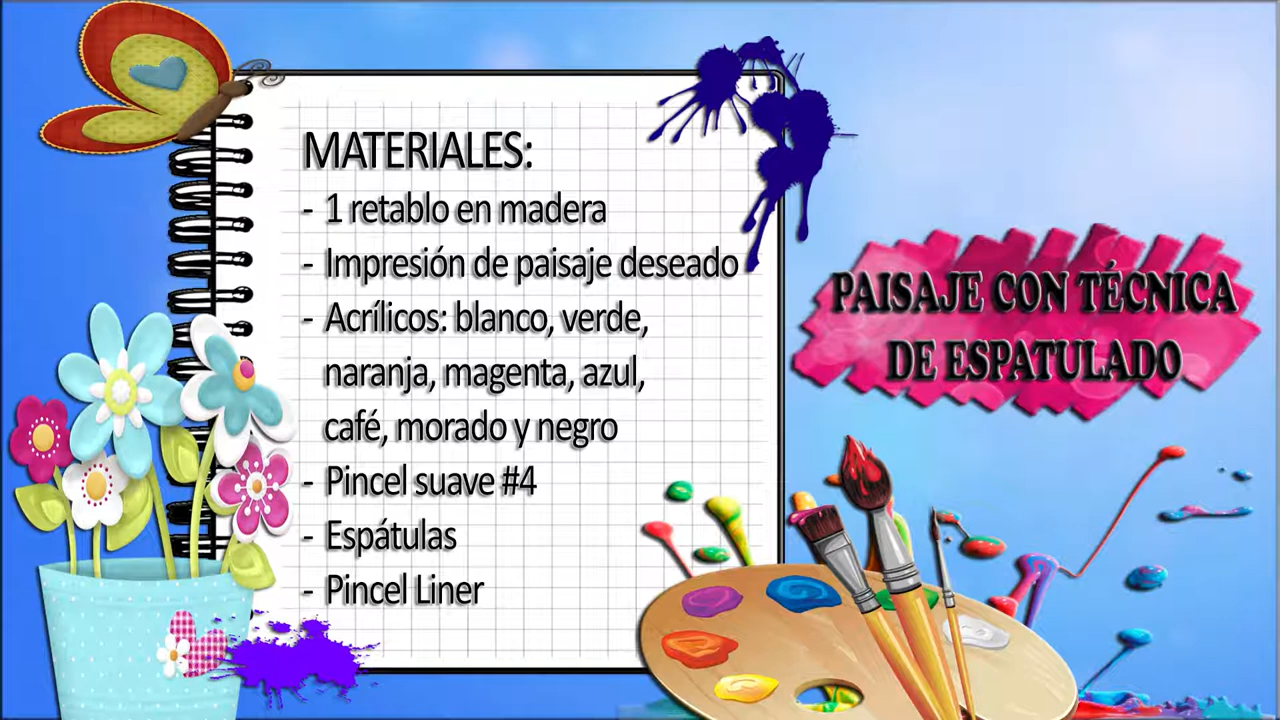 MATERIALES:
- 1 retablo en madera
- Impresión de paisaje deseado
- Acrílicos: blanco, verde,
naranja, magenta, azul,
café, morado y negro
- Pincel suave #4
- Espátulas
- Pincel Liner
PAISAJE CON TÉCNICA
DE ESPATULADO